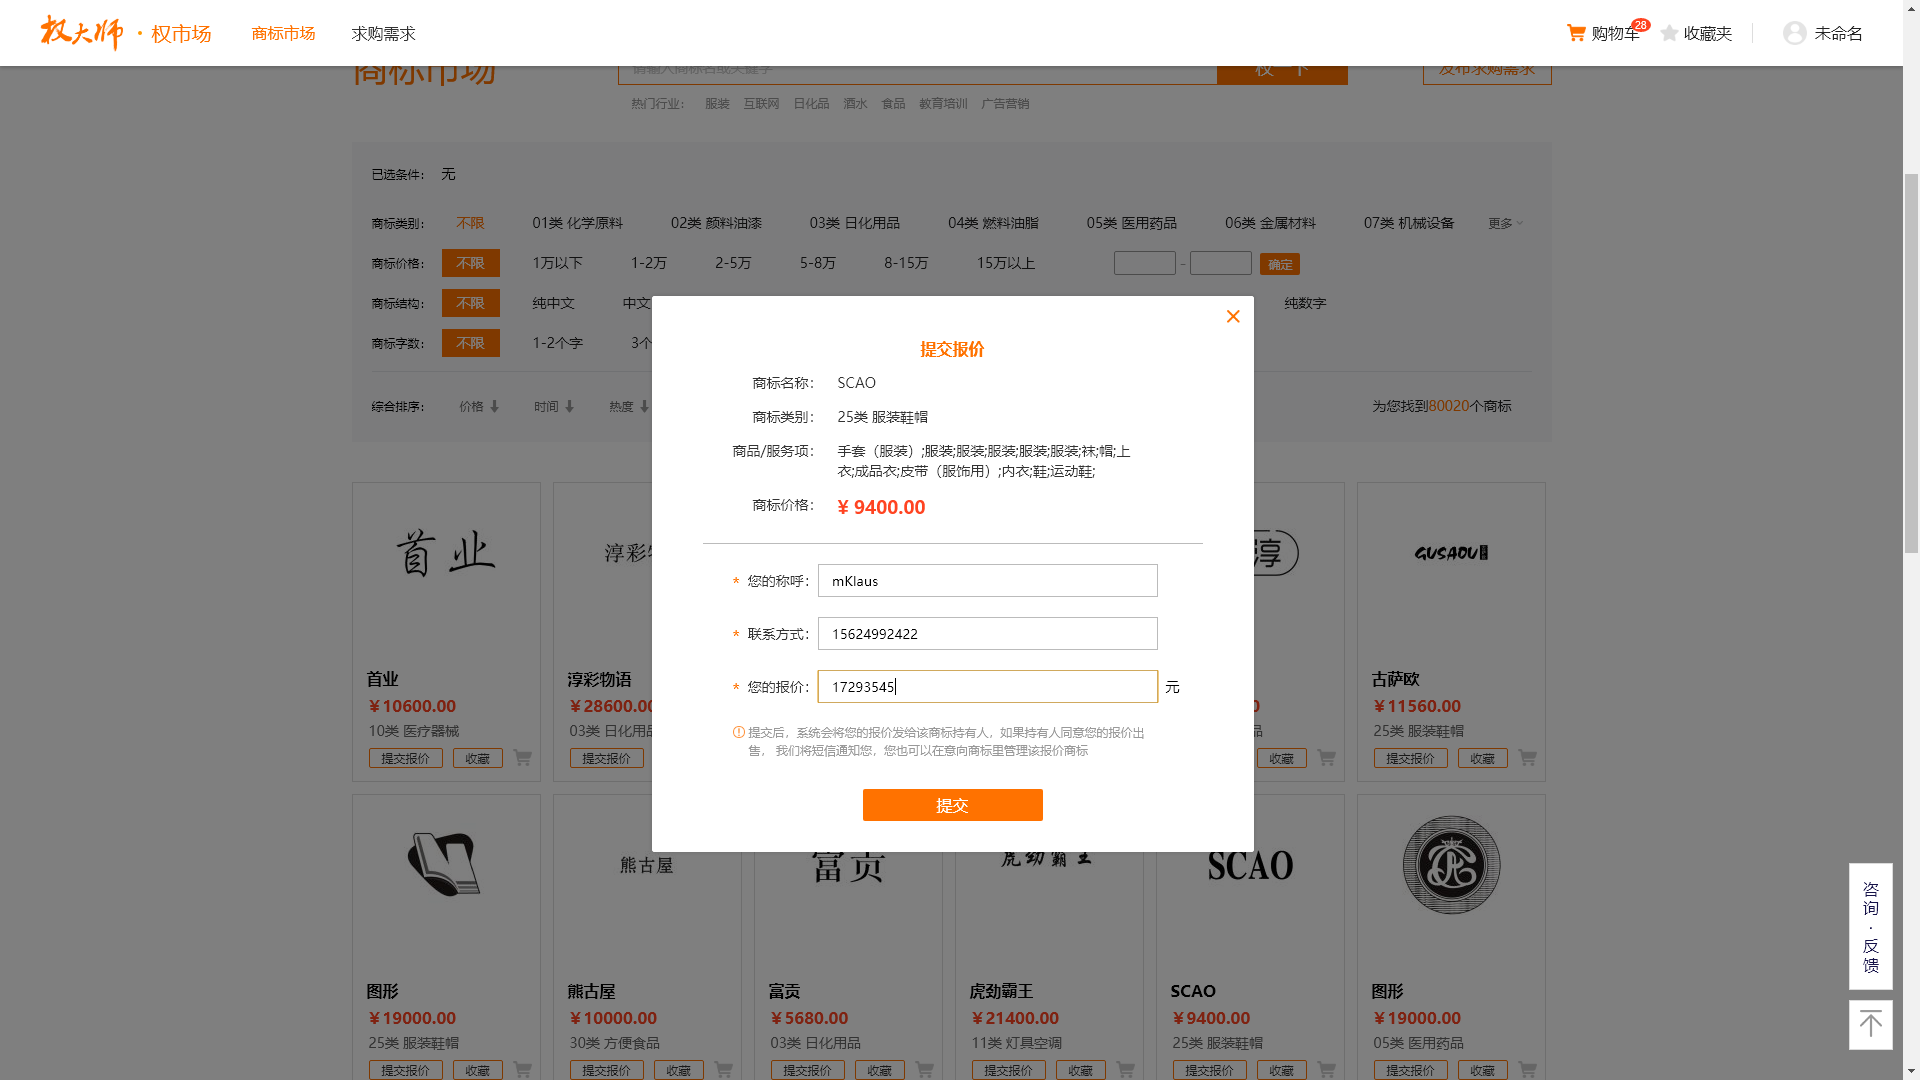 权大师 · 权市场 商标市场 求购需求 购物车 28 收藏夹 未命名
商标市场 请输入商标名或关键字 权一下 发布求购需求
热门行业： 服装 互联网 日化品 酒水 食品 教育培训 广告营销
已选条件： 无
商标类别： 不限 01类 化学原料 02类 颜料油漆 03类 日化用品 04类 燃料油脂 05类 医用药品 06类 金属材料 07类 机械设备 更多
商标价格： 不限 1万以下 1-2万 2-5万 5-8万 8-15万 15万以上 - 确定
商标结构： 不限 纯中文 中文 纯数字
商标字数： 不限 1-2个字 3个
综合排序： 价格 时间 热度 为您找到80020个商标
提交报价
商标名称： SCAO
商标类别： 25类 服装鞋帽
商品/服务项： 手套（服装）;服装;服装;服装;服装;服装;袜;帽;上
衣;成品衣;皮带（服饰用）;内衣;鞋;运动鞋;
商标价格： ¥ 9400.00
* 您的称呼： mKlaus
* 联系方式： 15624992422
* 您的报价： 17293545 元
提交后，系统会将您的报价发给该商标持有人，如果持有人同意您的报价出
售， 我们将短信通知您，您也可以在意向商标里管理该报价商标
提交
首业 淳彩 淳 GUSAOU
首业 淳彩物语 古萨欧
¥10600.00 ¥28600.00 0 ¥11560.00
10类 医疗器械 03类 日化用品 品 25类 服装鞋帽
提交报价 收藏 提交报价 收藏 提交报价 收藏
熊古屋 富贡 虎劲霸王 SCAO
图形 熊古屋 富贡 虎劲霸王 SCAO 图形
¥19000.00 ¥10000.00 ¥5680.00 ¥21400.00 ¥9400.00 ¥19000.00
25类 服装鞋帽 30类 方便食品 03类 日化用品 11类 灯具空调 25类 服装鞋帽 05类 医用药品
提交报价 收藏 提交报价 收藏 提交报价 收藏 提交报价 收藏 提交报价 收藏 提交报价 收藏
咨
询
·
反
馈